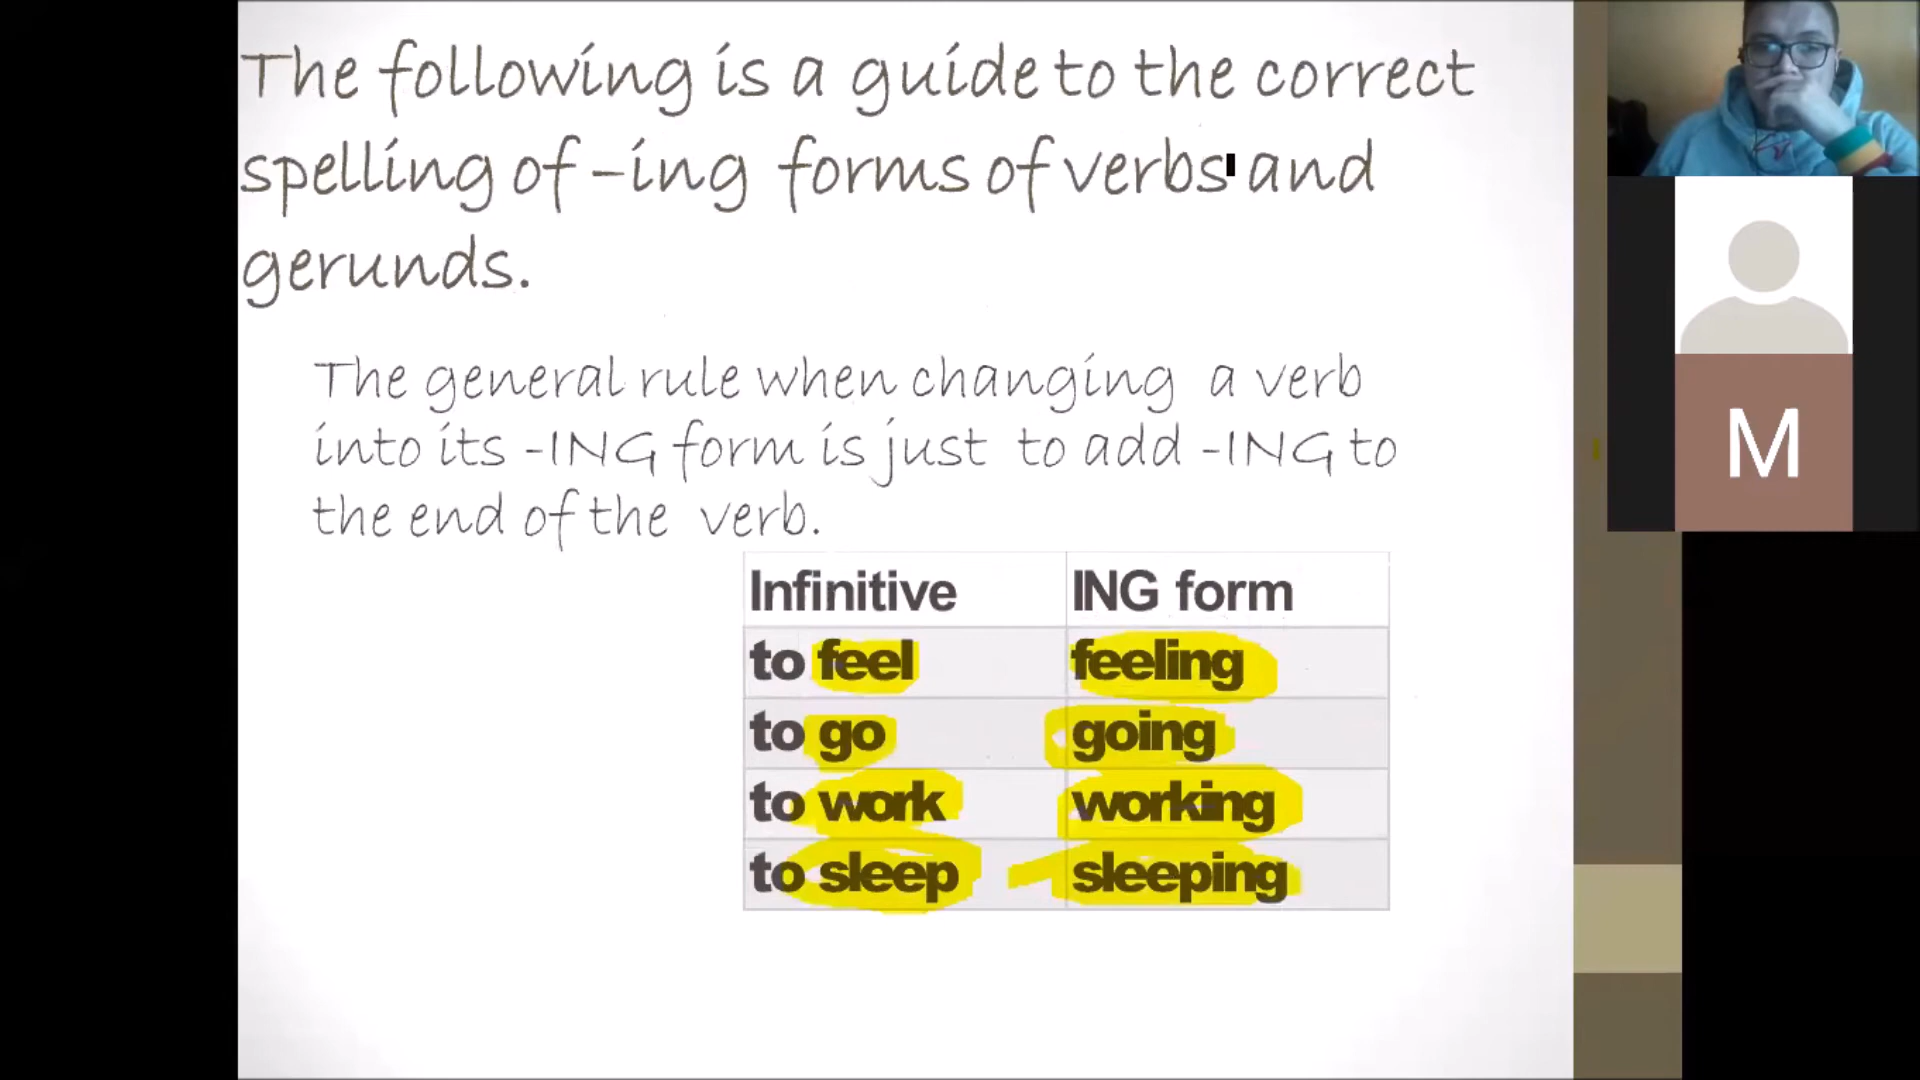 The following is a guide to the correct
spelling of -ing forms of verbs and
gerunds.
The general rule when changing a verb
into its -ING form is just to add -ING to
the end of the verb.
Infinitive ING form
to feel feeling
to go going
to work working
to sleep sleeping
M